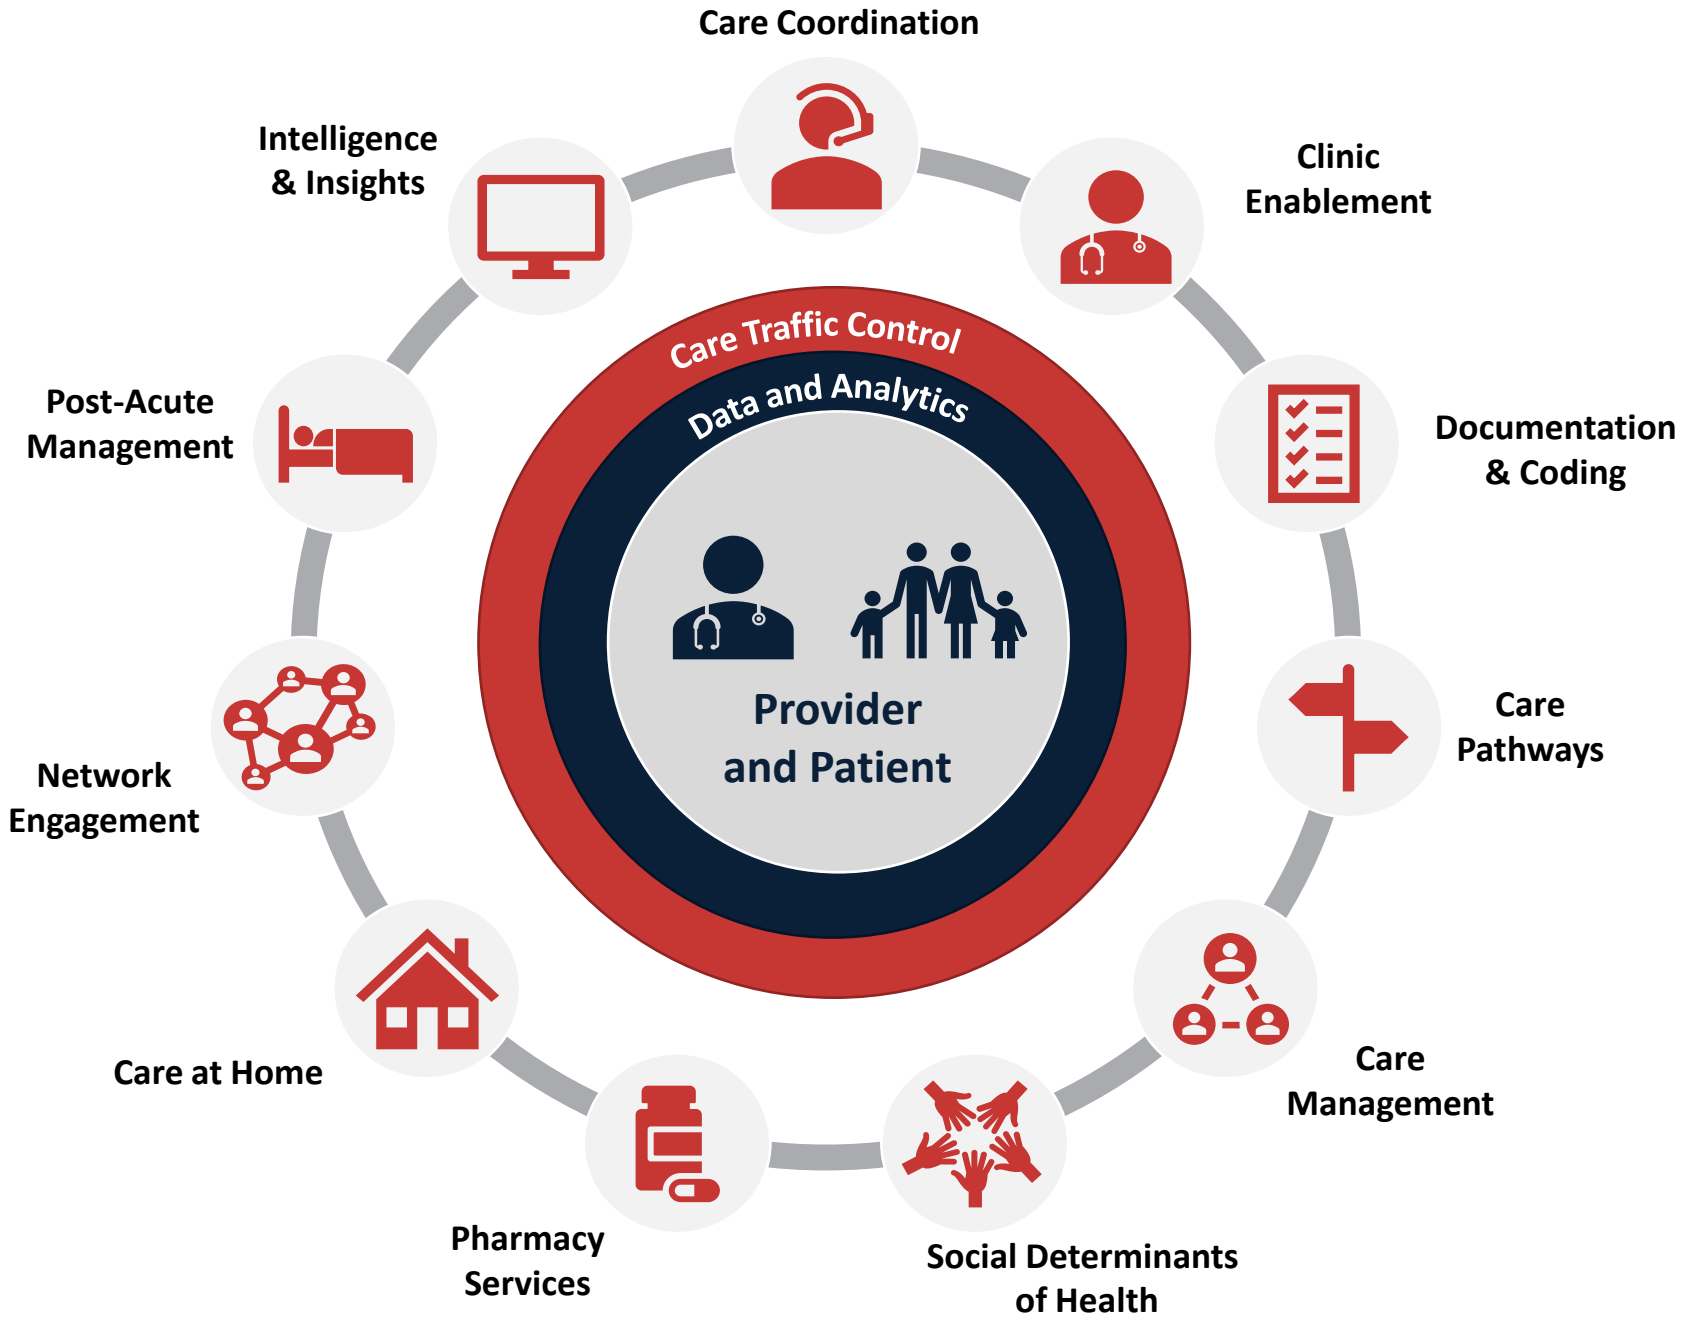 Care Coordination
Intelligence
& Insights
Clinic
Enablement
Care Traffic Control
Data and Analytics
Post-Acute
Management
Documentation
& Coding
Provider
and Patient
Care
Pathways
Network
Engagement
Care at Home
Care
Management
Pharmacy
Services
Social Determinants
of Health